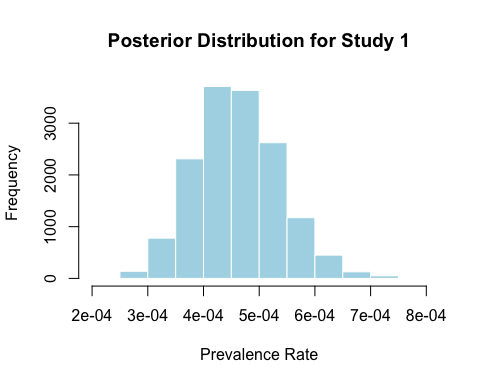 Posterior Distribution for Study 1
Frequency
3000
2000
1000
0
2e-04 3e-04 4e-04 5e-04 6e-04 7e-04 8e-04
Prevalence Rate